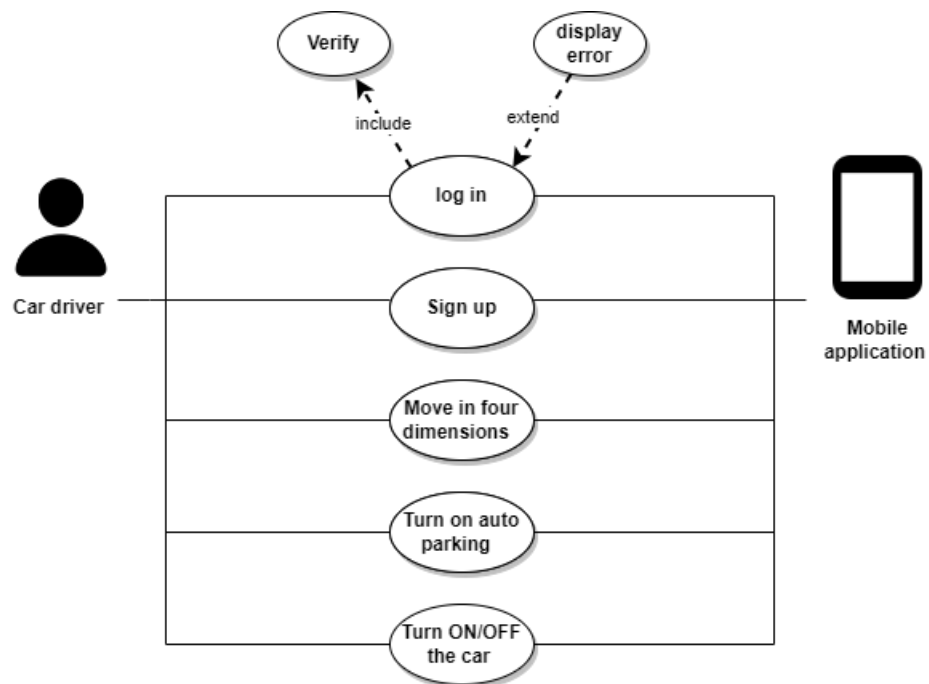 Verify
display
error
include
extend
log in
Car driver
Sign up
Mobile
application
Move in four
dimensions
Turn on auto
parking
Turn ON/OFF
the car